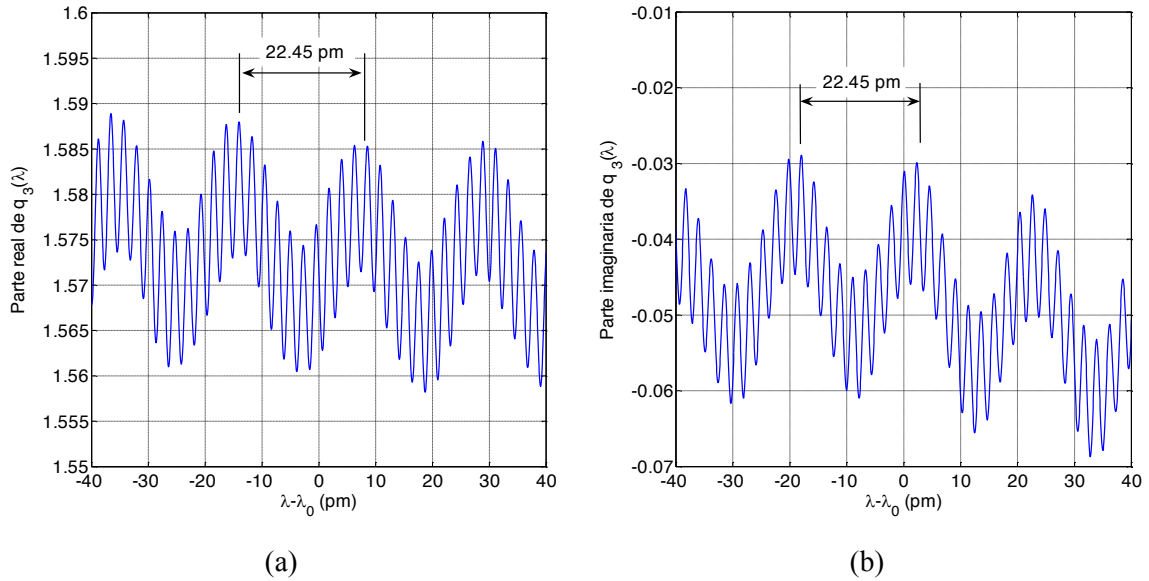 1.6
1.595
1.59
1.585
1.58
1.575
1.57
1.565
1.56
1.555
1.55
Parte real de q3(λ)
22.45 pm
-40 -30 -20 -10 0 10 20 30 40
λ-λ0 (pm)
(a)
-0.01
-0.02
-0.03
-0.04
-0.05
-0.06
-0.07
Parte imaginaria de q3(λ)
22.45 pm
-40 -30 -20 -10 0 10 20 30 40
λ-λ0 (pm)
(b)